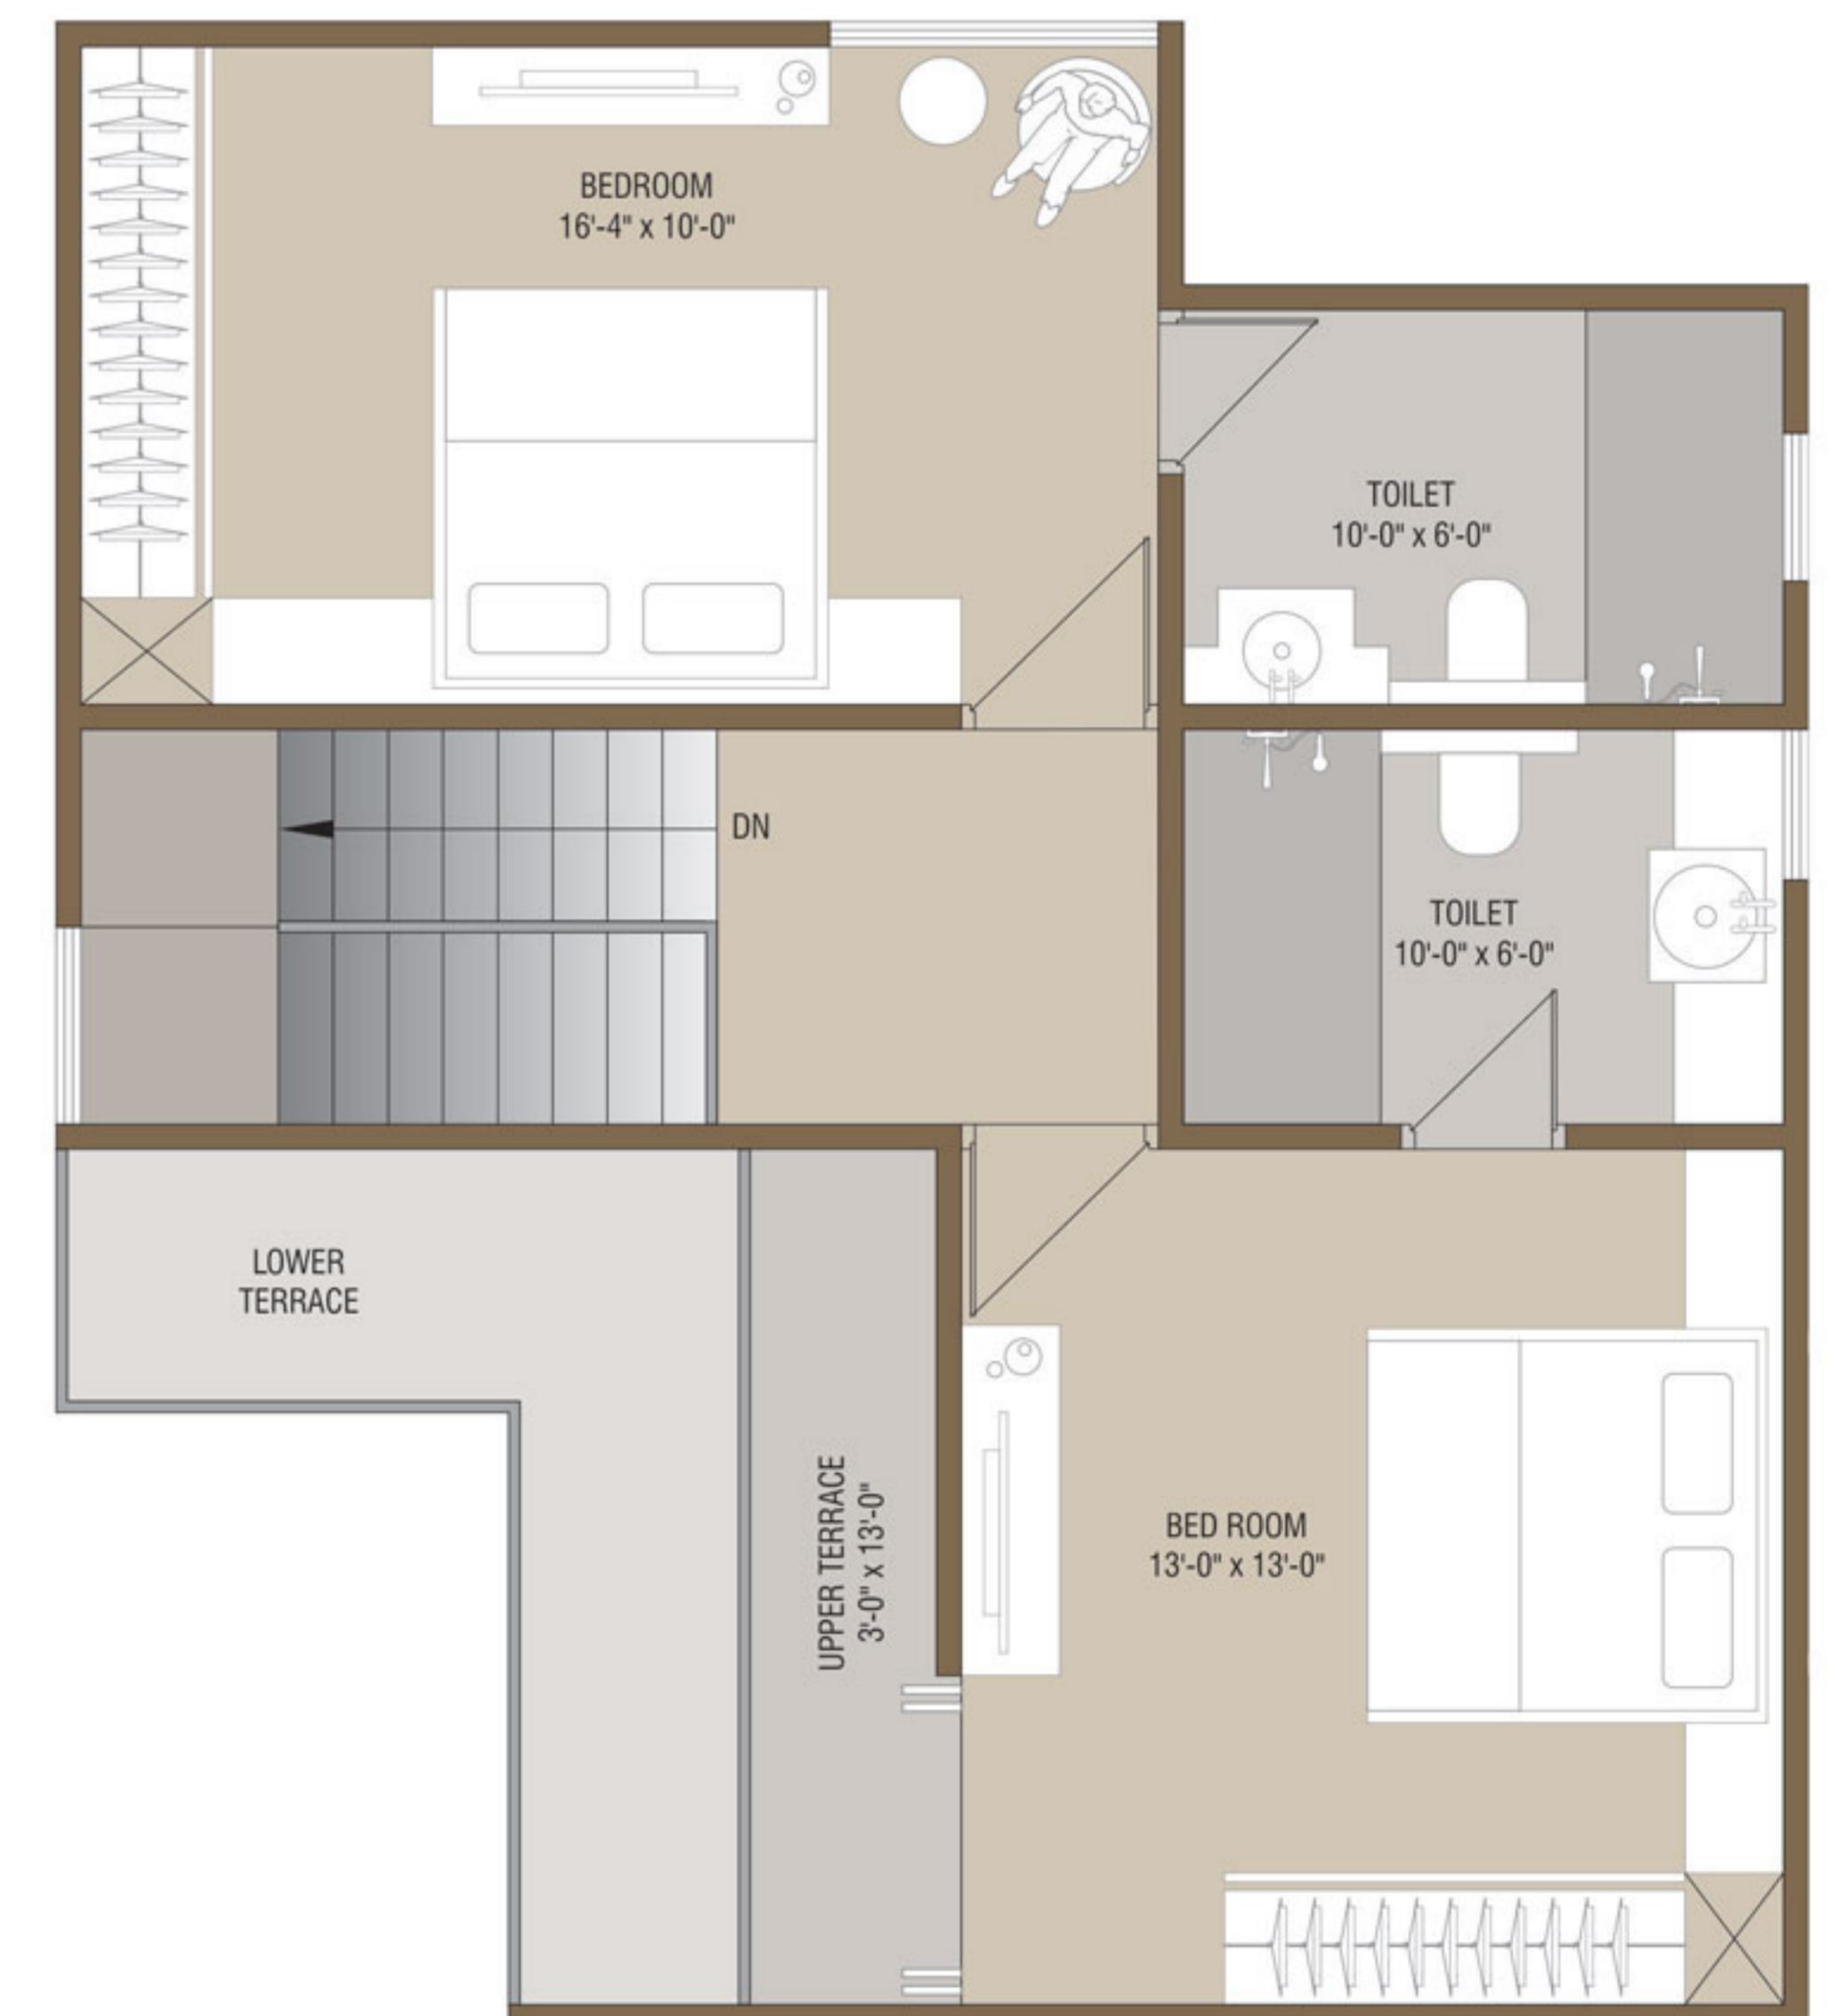 BEDROOM
16'-4" x 10'-0"
TOILET
10'-0" x 6'-0"
DN
TOILET
10'-0" x 6'-0"
LOWER
TERRACE
UPPER TERRACE
3'-0" x 13'-0"
BED ROOM
13'-0" x 13'-0"